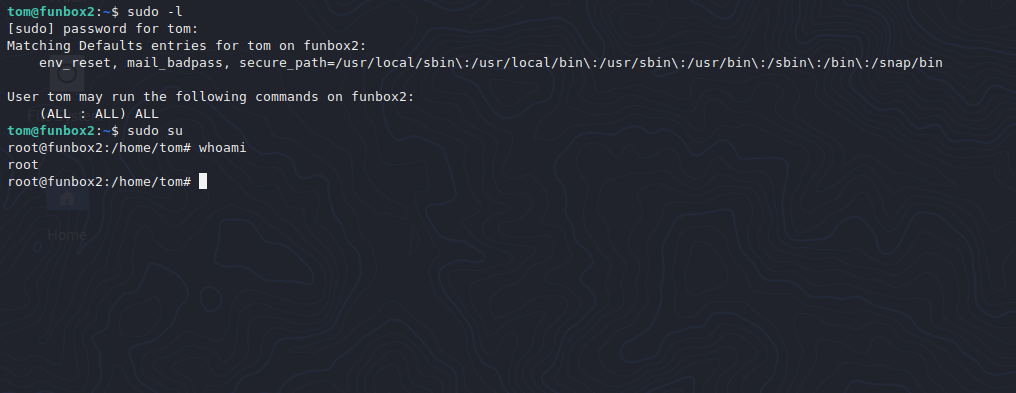 tom@funbox2:~$ sudo -l
[sudo] password for tom:
Matching Defaults entries for tom on funbox2:
    env_reset, mail_badpass, secure_path=/usr/local/sbin\:/usr/local/bin\:/usr/sbin\:/usr/bin\:/sbin\:/bin\:/snap/bin

User tom may run the following commands on funbox2:
    (ALL : ALL) ALL
tom@funbox2:~$ sudo su
root@funbox2:/home/tom# whoami
root
root@funbox2:/home/tom#
Home